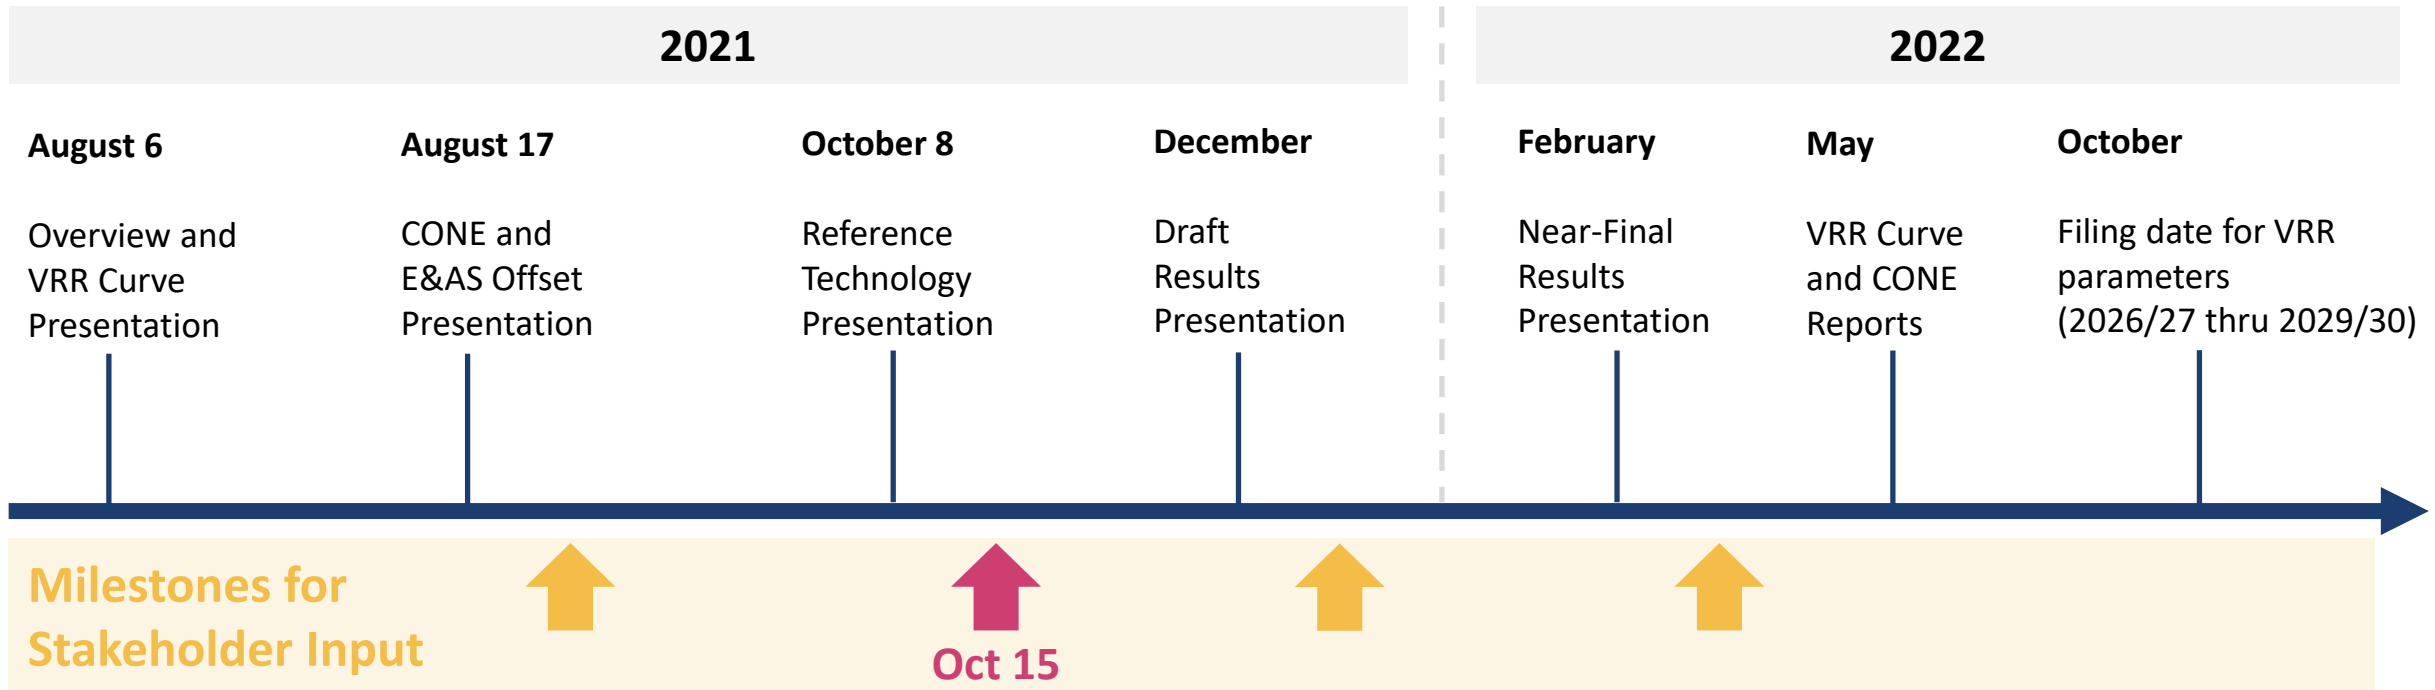 2021
2022
August 6
Overview and
VRR Curve
Presentation
August 17
CONE and
E&AS Offset
Presentation
October 8
Reference
Technology
Presentation
December
Draft
Results
Presentation
February
Near-Final
Results
Presentation
May
VRR Curve
and CONE
Reports
October
Filing date for VRR
parameters
(2026/27 thru 2029/30)
Milestones for
Stakeholder Input
Oct 15